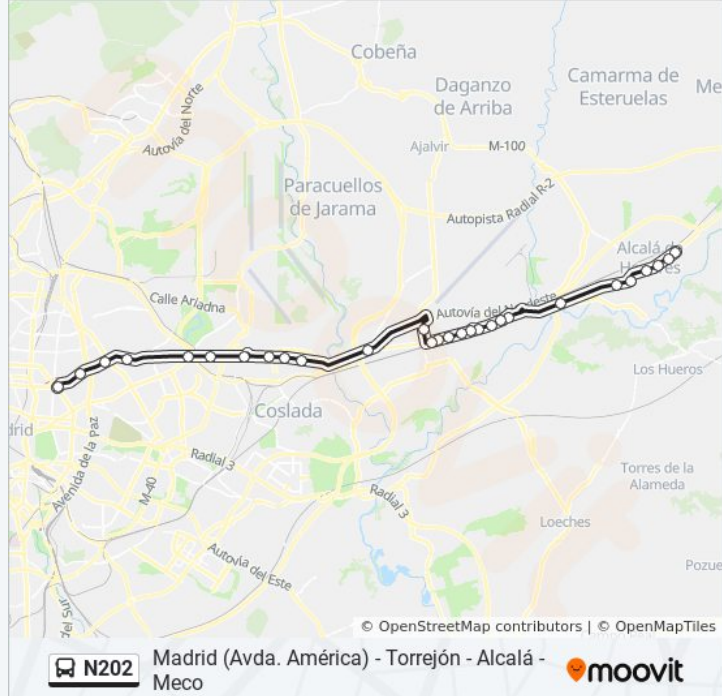 Cobeña
Daganzo
de Arriba
Camarma de
Esteruelas
Me
Autovía del Norte
Ajalvir
M-100
Paracuellos
de Jarama
Autopista Radial R-2
Alcalá de
Henares
Calle Ariadna
Autovía del Nordeste
Los Hueros
Coslada
drid
Avenida de la Paz
Radial 3
M-40
Torres de la
Alameda
Radial 3
Loeches
Autovía del Este
Pozue
del Sur
© OpenStreetMap contributors | © OpenMapTiles
N202
Madrid (Avda. América) - Torrejón - Alcalá -
Meco
moovit